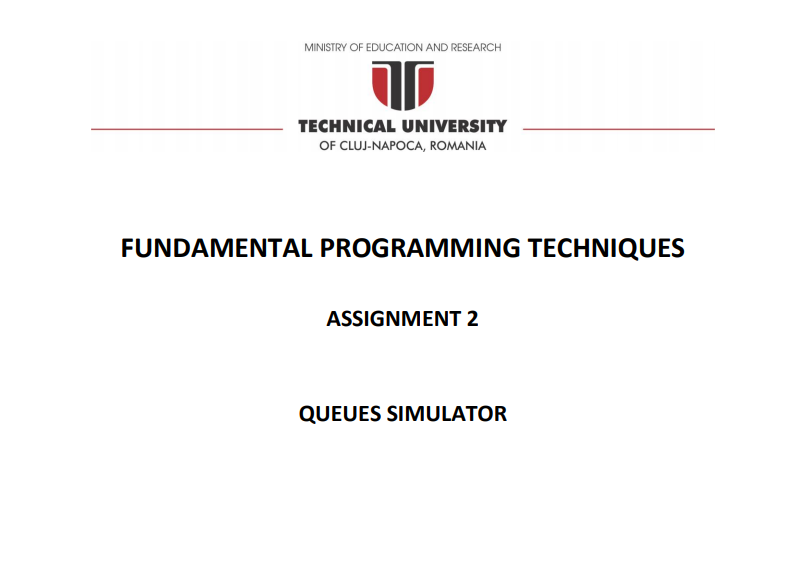 MINISTRY OF EDUCATION AND RESEARCH
TECHNICAL UNIVERSITY
OF CLUJ-NAPOCA, ROMANIA
FUNDAMENTAL PROGRAMMING TECHNIQUES
ASSIGNMENT 2
QUEUES SIMULATOR